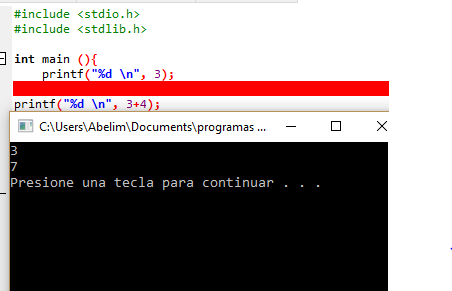 #include <stdio.h>
#include <stdlib.h>
int main (){
printf("%d \n", 3);
printf("%d \n", 3+4);
C:\Users\Abelim\Documents\programas ...
3
7
Presione una tecla para continuar . . .